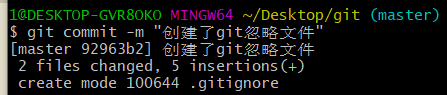 1@DESKTOP-GVR8OKO MINGW64 ~/Desktop/git (master)
$ git commit -m "创建了git忽略文件"
[master 92963b2] 创建了git忽略文件
 2 files changed, 5 insertions(+)
 create mode 100644 .gitignore